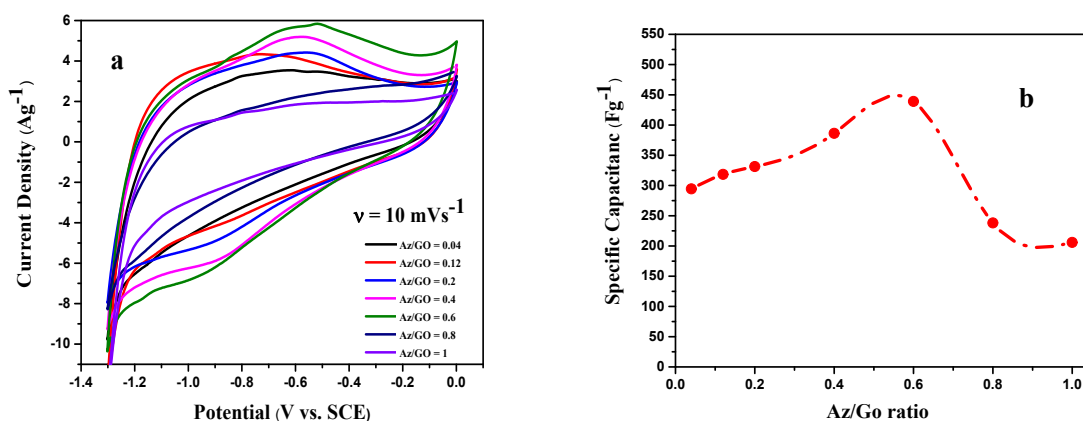 6
4
2
0
-2
-4
-6
-8
-10
Current Density (Ag-1)
a
ν = 10 mVs-1
Az/GO = 0.04
Az/GO = 0.12
Az/GO = 0.2
Az/GO = 0.4
Az/GO = 0.6
Az/GO = 0.8
Az/GO = 1
-1.4 -1.2 -1.0 -0.8 -0.6 -0.4 -0.2 0.0
Potential (V vs. SCE)
550
500
450
400
350
300
250
200
150
100
50
0
Specific Capacitanc (Fg-1)
b
0.0 0.2 0.4 0.6 0.8 1.0
Az/Go ratio